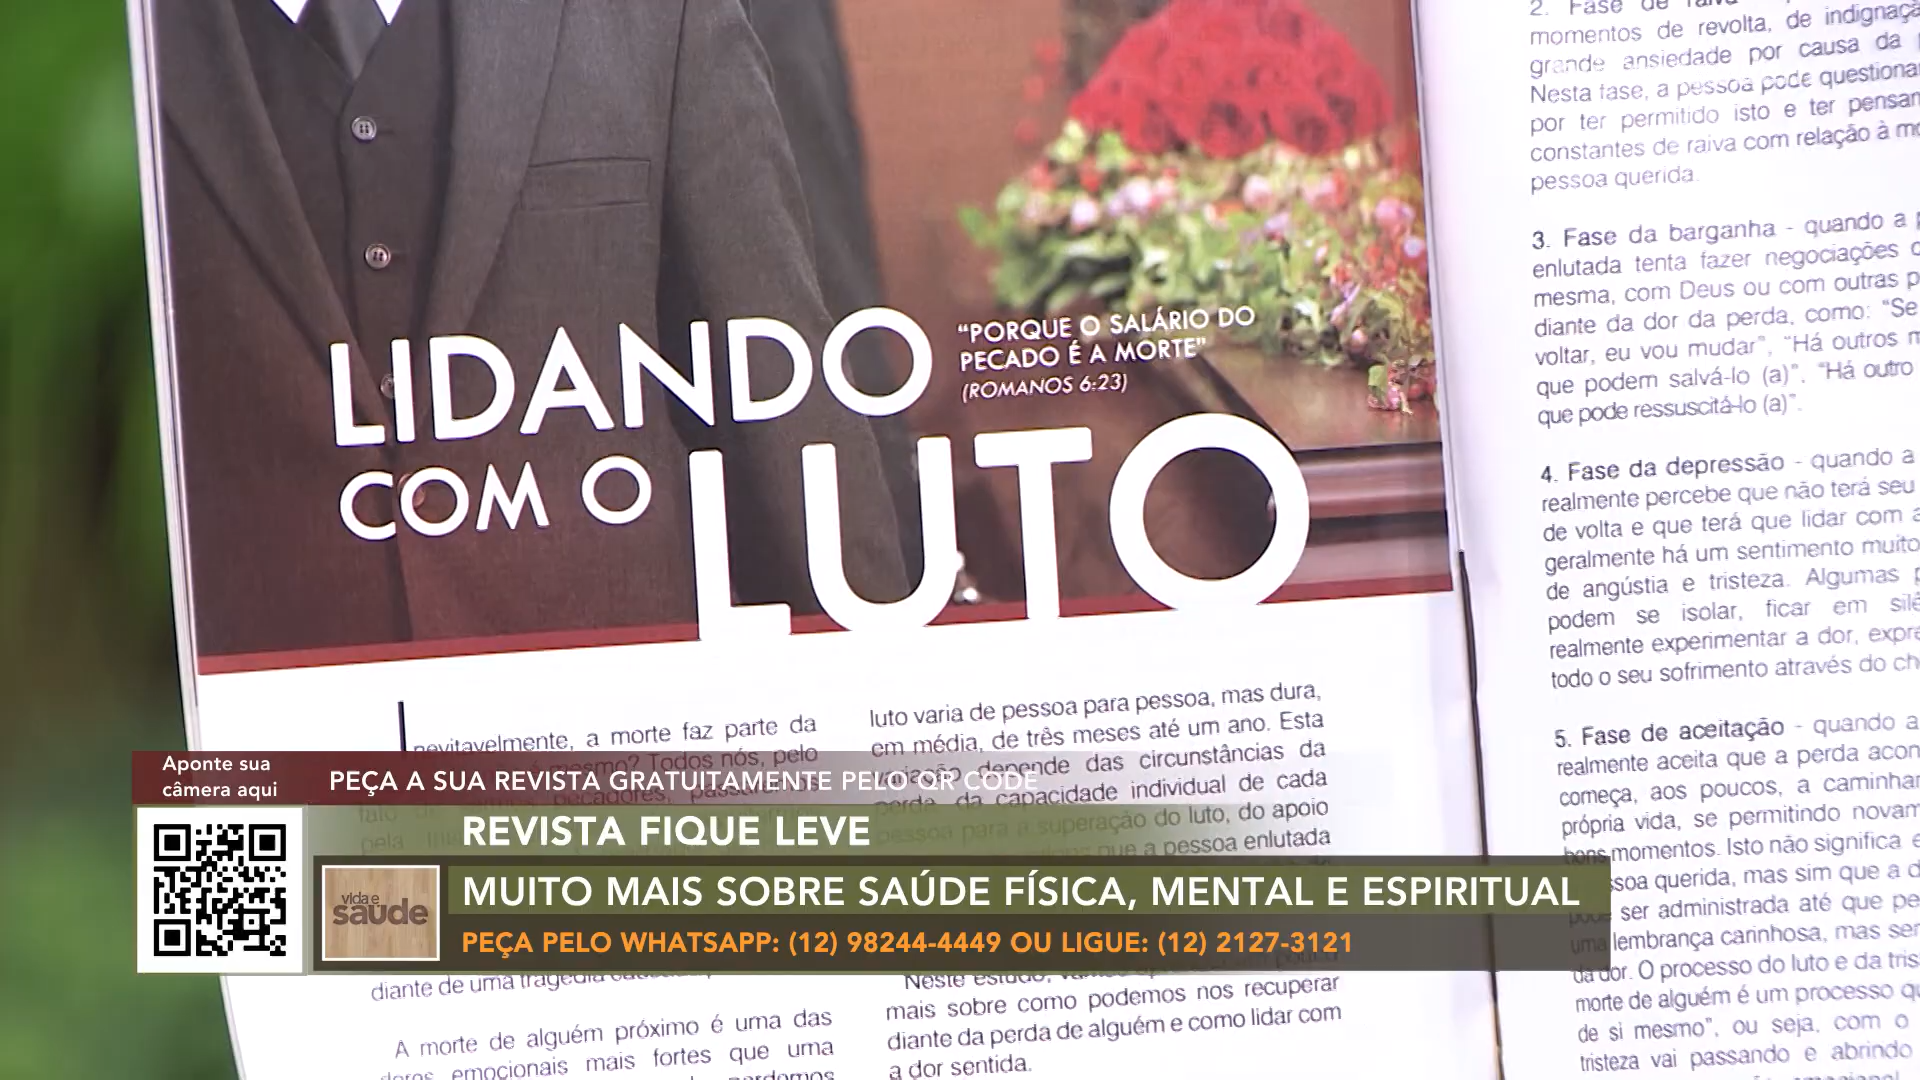 LIDANDO
COM O LUTO
“PORQUE O SALÁRIO DO
PECADO É A MORTE”
(ROMANOS 6:23)
Inevitavelmente, a morte faz parte da
mesmo? Todos nós, pelo
pecadores, passaremos
diante de uma tragédia
A morte de alguém próximo é uma das
dores emocionais mais fortes que uma
luto varia de pessoa para pessoa, mas dura,
em média, de três meses até um ano. Esta
variação depende das circunstâncias da
perda, da capacidade individual de cada
pessoa para a superação do luto, do apoio
que a pessoa enlutada
Neste estudo,
mais sobre como podemos nos recuperar
diante da perda de alguém e como lidar com
a dor sentida.
2. Fase de raiva
momentos de revolta, de
grande ansiedade por causa da
Nesta fase, a pessoa pode
por ter permitido isto e ter
constantes de raiva com relação à
pessoa querida.
3. Fase da barganha - quando a
enlutada tenta fazer negociações
mesma, com Deus ou com outras
diante da dor da perda, como: “Se
voltar, eu vou mudar”, “Há outros
que podem salvá-lo (a)”, “Há outro
que pode ressuscitá-lo (a)”.
4. Fase da depressão - quando a
realmente percebe que não terá seu
de volta e que terá que lidar com
geralmente há um sentimento muito
de angústia e tristeza. Algumas
podem se isolar, ficar em
realmente experimentar a dor,
todo o seu sofrimento através do
5. Fase de aceitação - quando a
realmente aceita que a perda
começa, aos poucos, a
própria vida, se permitindo
bons momentos. Isto não significa
querida, mas sim que a
pode ser administrada até que
uma lembrança carinhosa, mas
da dor. O processo do luto e da
morte de alguém é um processo
de si mesmo”, ou seja, com o
tristeza vai passando e abrindo
Aponte sua
câmera aqui
PEÇA A SUA REVISTA GRATUITAMENTE PELO QR CODE
REVISTA FIQUE LEVE
vida e
saúde
MUITO MAIS SOBRE SAÚDE FÍSICA, MENTAL E ESPIRITUAL
PEÇA PELO WHATSAPP: (12) 98244-4449 OU LIGUE: (12) 2127-3121